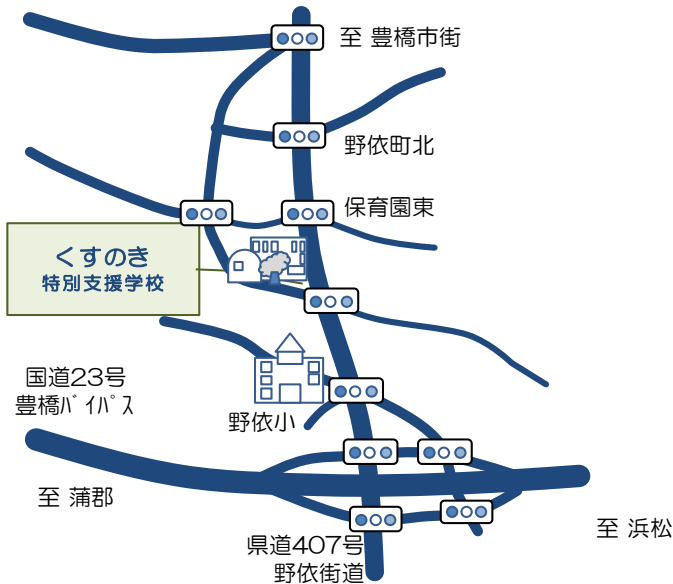 至 豊橋市街
野依町北
保育園東
くすのき
特別支援学校
国道23号
豊橋ﾊﾞｲﾊﾟｽ
野依小
至 蒲郡
至 浜松
県道407号
野依街道